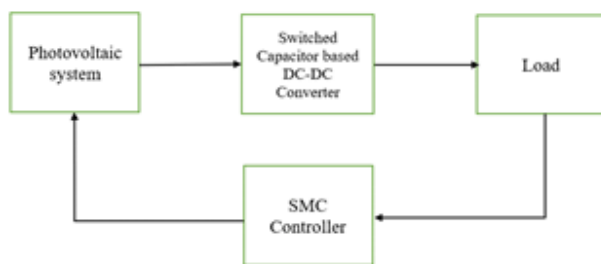 Photovoltaic
system
Switched
Capacitor based
DC-DC
Converter
Load
SMC
Controller